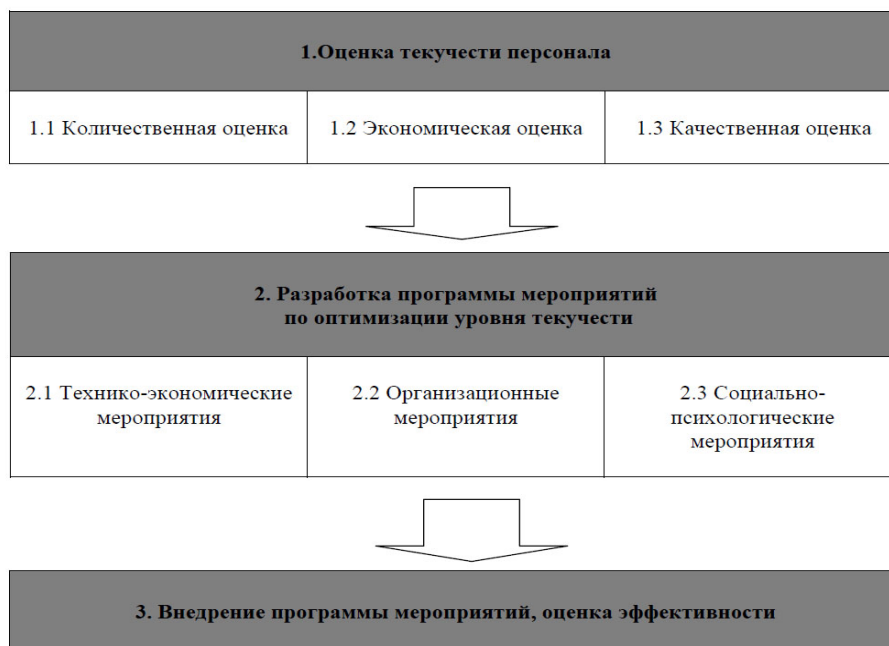 1.Оценка текучести персонала
1.1 Количественная оценка
1.2 Экономическая оценка
1.3 Качественная оценка
2. Разработка программы мероприятий
по оптимизации уровня текучести
2.1 Технико-экономические
мероприятия
2.2 Организационные
мероприятия
2.3 Социально-
психологические
мероприятия
3. Внедрение программы мероприятий, оценка эффективности